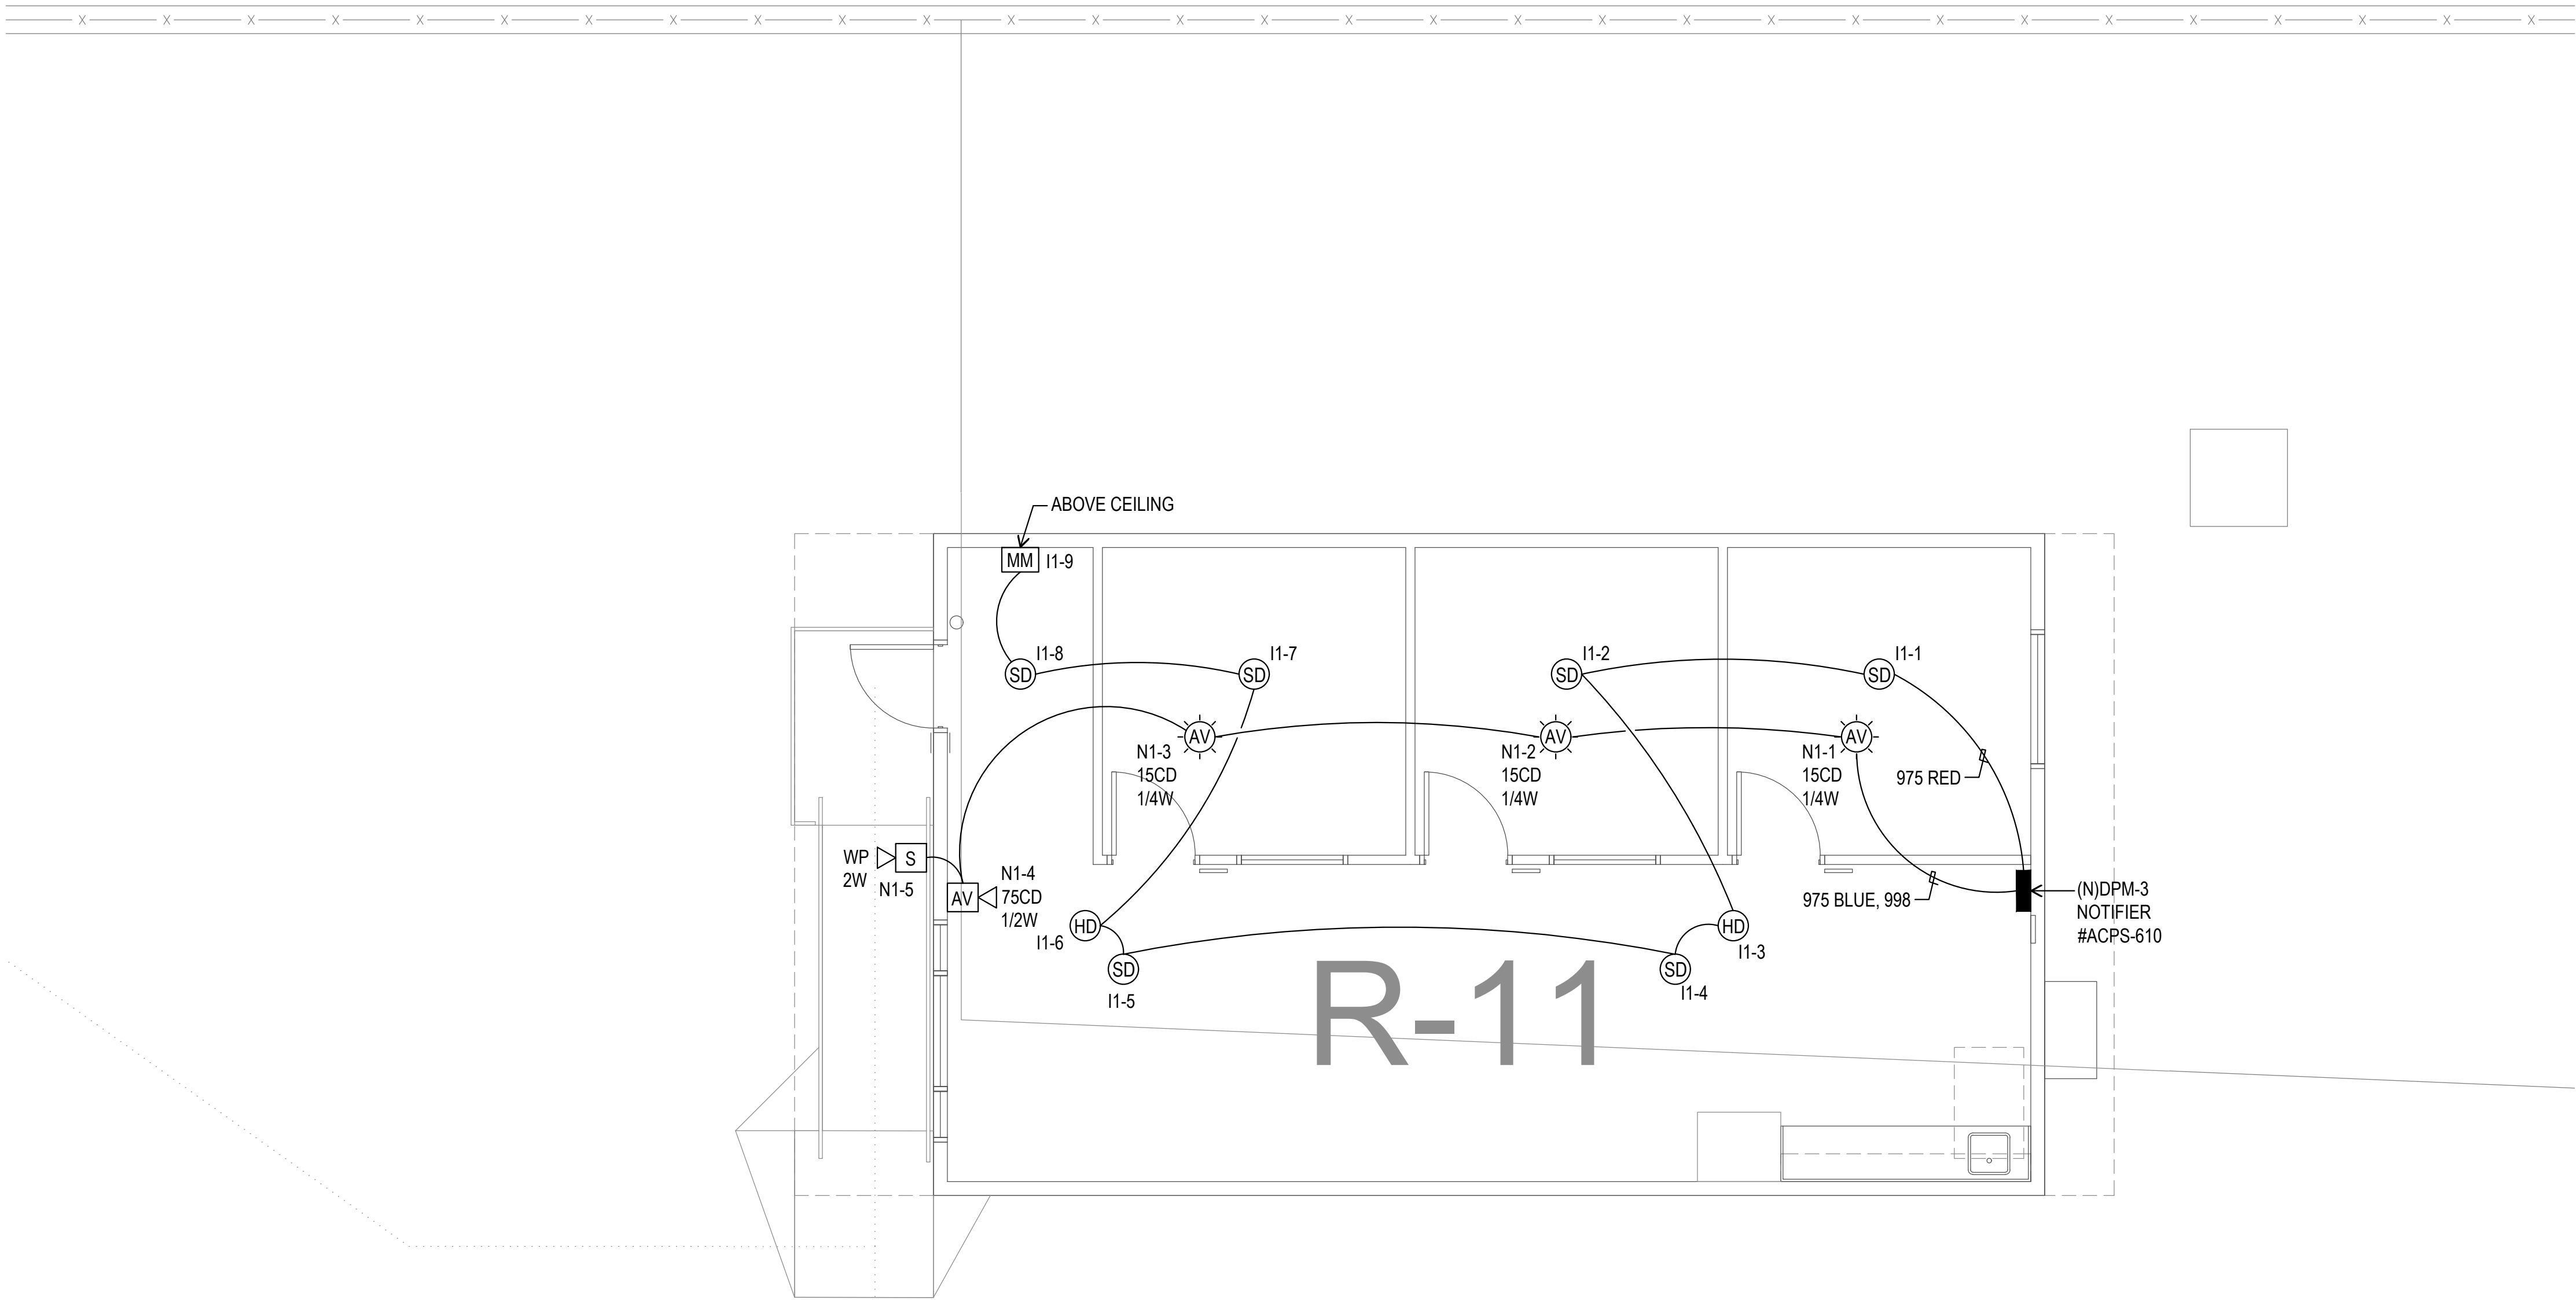 X X X X X X X X X X X X X X X X X X X X X X X X X X X X X X
ABOVE CEILING
MM I1-9
I1-8
SD
I1-7
SD
I1-2
SD
I1-1
SD
AV
N1-3
15CD
1/4W
AV
N1-2
15CD
1/4W
AV
N1-1
15CD
1/4W
975 RED
WP
2W
S
N1-5
AV
N1-4
75CD
1/2W
975 BLUE, 998
(N)DPM-3
NOTIFIER
#ACPS-610
HD
I1-6
SD
I1-5
HD
I1-3
SD
I1-4
R-11